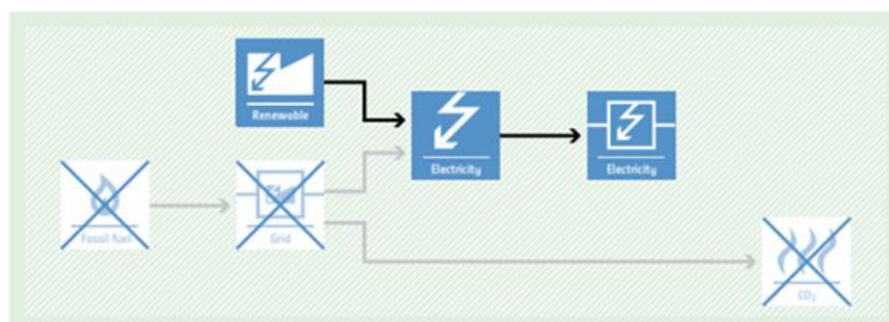 Renewable
Electricity
Electricity
Fossil fuel
Grid
CO₂